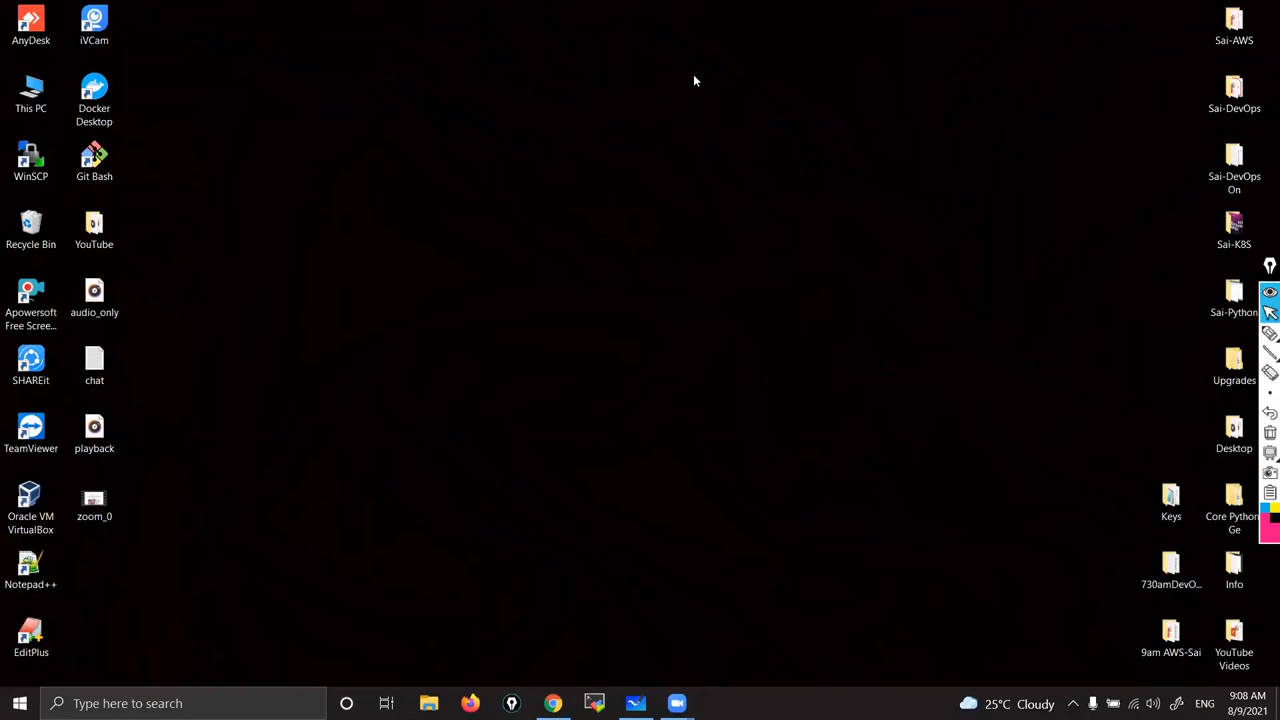 AnyDesk
iVCam
This PC
Docker
Desktop
WinSCP
Git Bash
Recycle Bin
YouTube
Apowersoft
Free Scree...
audio_only
SHAREit
chat
TeamViewer
playback
Oracle VM
VirtualBox
zoom_0
Notepad++
EditPlus
Sai-AWS
Sai-DevOps
Sai-DevOps
On
Sai-K8S
Sai-Python
Upgrades
Desktop
Keys
Core Python
Ge
730amDevO...
Info
9am AWS-Sai
YouTube
Videos
Type here to search
25°C Cloudy
ENG
9:08 AM
8/9/2021